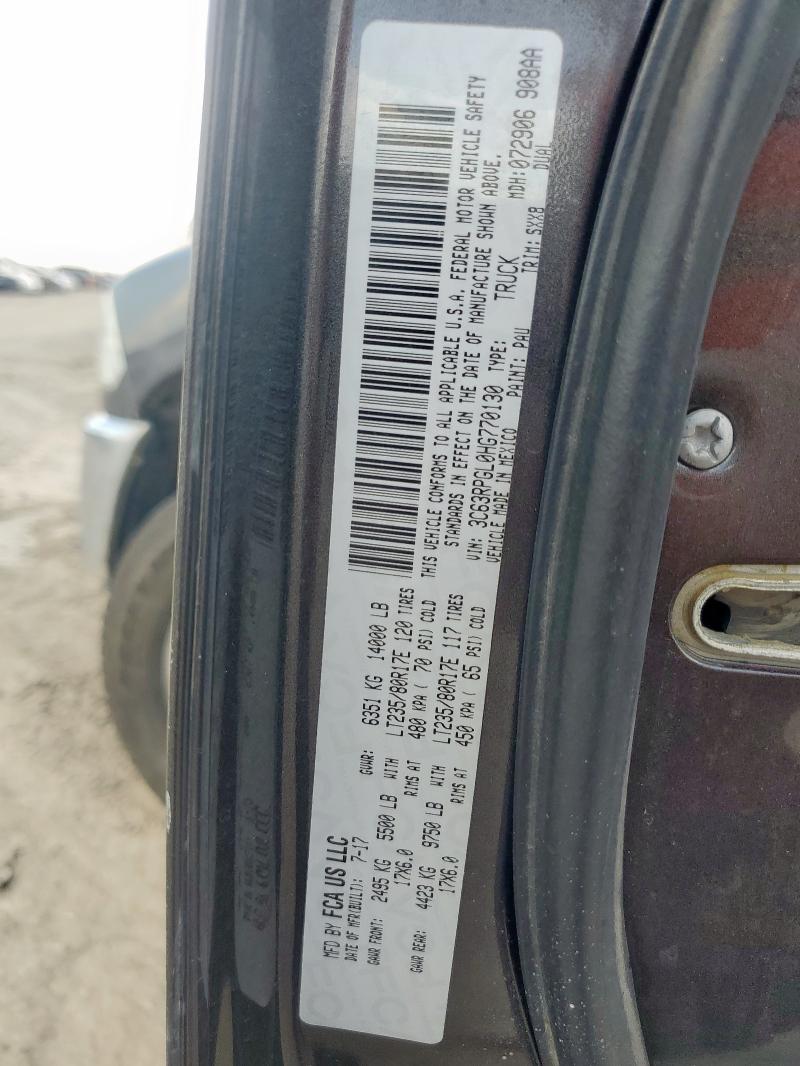 MFD BY FCA US LLC
DATE OF MFR(BUILT): 7-17 GVWR: 6351 KG 14000 LB
GAWR FRONT: 2495 KG 5500 LB WITH LT235/80R17E 120 TIRES
17X6.0 RIMS AT 480 KPA ( 70 PSI) COLD
GAWR REAR: 4423 KG 9750 LB WITH LT235/80R17E 117 TIRES
17X6.0 RIMS AT 450 KPA ( 65 PSI) COLD
THIS VEHICLE CONFORMS TO ALL APPLICABLE U.S.A. FEDERAL MOTOR VEHICLE SAFETY
STANDARDS IN EFFECT ON THE DATE OF MANUFACTURE SHOWN ABOVE.
VIN: 3C63RPGL0HG770130 TYPE: TRUCK MDH:072906 908AA
VEHICLE MADE IN MEXICO PAINT: PAU TRIM: SXX8 DUAL